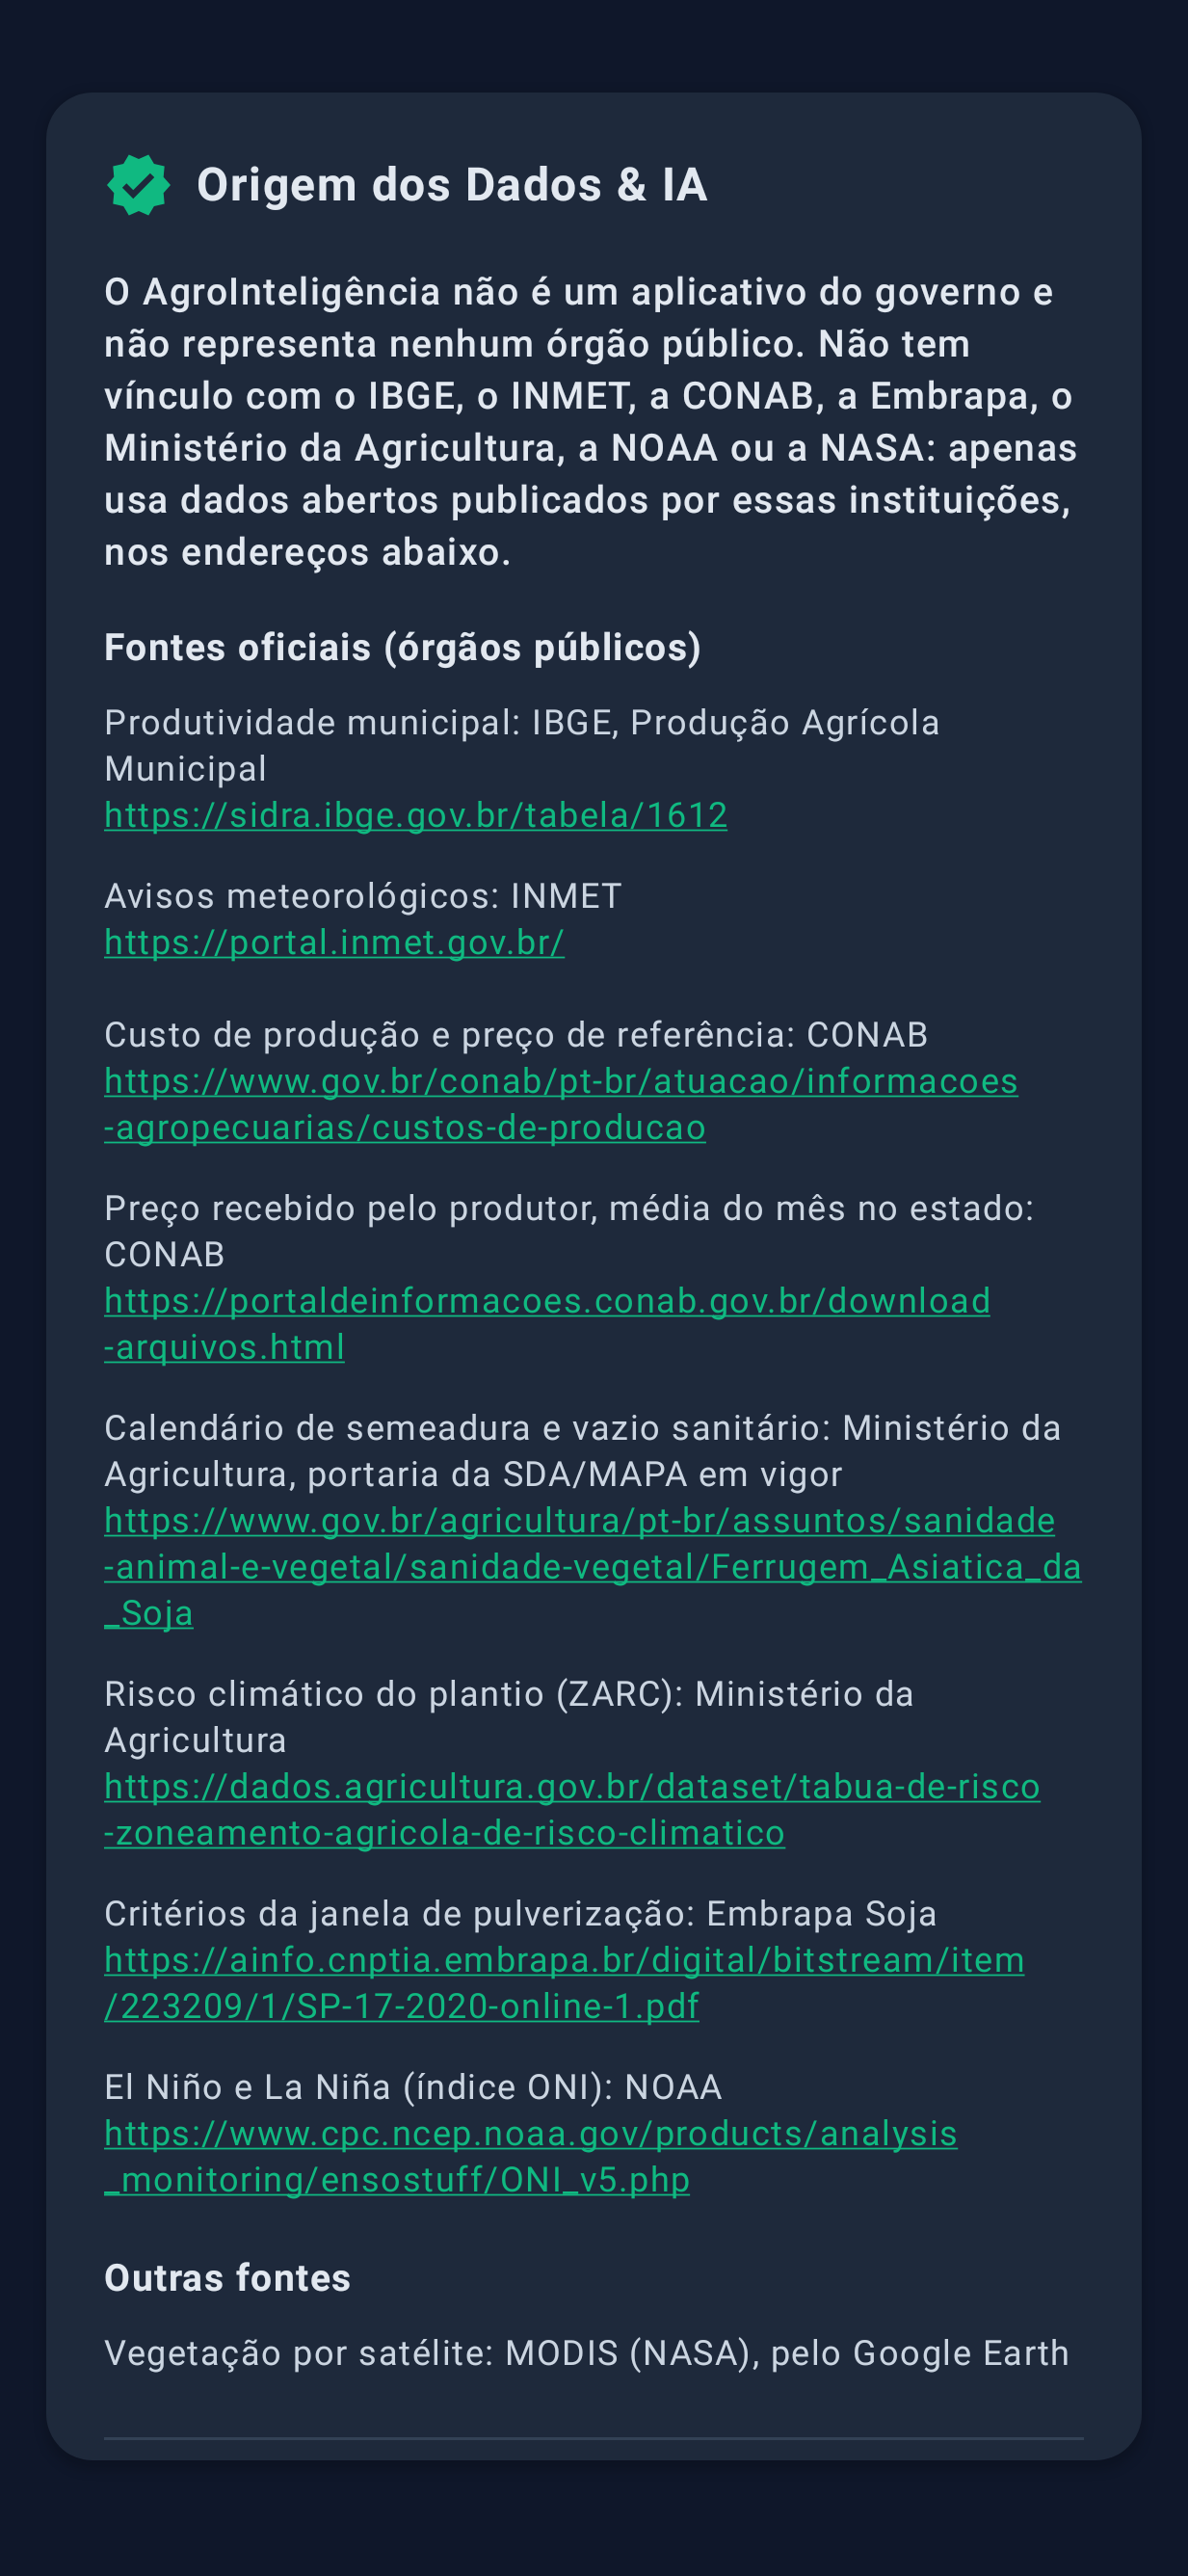 Origem dos Dados & IA
O AgroInteligência não é um aplicativo do governo e
não representa nenhum órgão público. Não tem
vínculo com o IBGE, o INMET, a CONAB, a Embrapa, o
Ministério da Agricultura, a NOAA ou a NASA: apenas
usa dados abertos publicados por essas instituições,
nos endereços abaixo.
Fontes oficiais (órgãos públicos)
Produtividade municipal: IBGE, Produção Agrícola
Municipal
https://sidra.ibge.gov.br/tabela/1612
Avisos meteorológicos: INMET
https://portal.inmet.gov.br/
Custo de produção e preço de referência: CONAB
https://www.gov.br/conab/pt-br/atuacao/informacoes
-agropecuarias/custos-de-producao
Preço recebido pelo produtor, média do mês no estado:
CONAB
https://portaldeinformacoes.conab.gov.br/download
-arquivos.html
Calendário de semeadura e vazio sanitário: Ministério da
Agricultura, portaria da SDA/MAPA em vigor
https://www.gov.br/agricultura/pt-br/assuntos/sanidade
-animal-e-vegetal/sanidade-vegetal/Ferrugem_Asiatica_da
_Soja
Risco climático do plantio (ZARC): Ministério da
Agricultura
https://dados.agricultura.gov.br/dataset/tabua-de-risco
-zoneamento-agricola-de-risco-climatico
Critérios da janela de pulverização: Embrapa Soja
https://ainfo.cnptia.embrapa.br/digital/bitstream/item
/223209/1/SP-17-2020-online-1.pdf
El Niño e La Niña (índice ONI): NOAA
https://www.cpc.ncep.noaa.gov/products/analysis
_monitoring/ensostuff/ONI_v5.php
Outras fontes
Vegetação por satélite: MODIS (NASA), pelo Google Earth